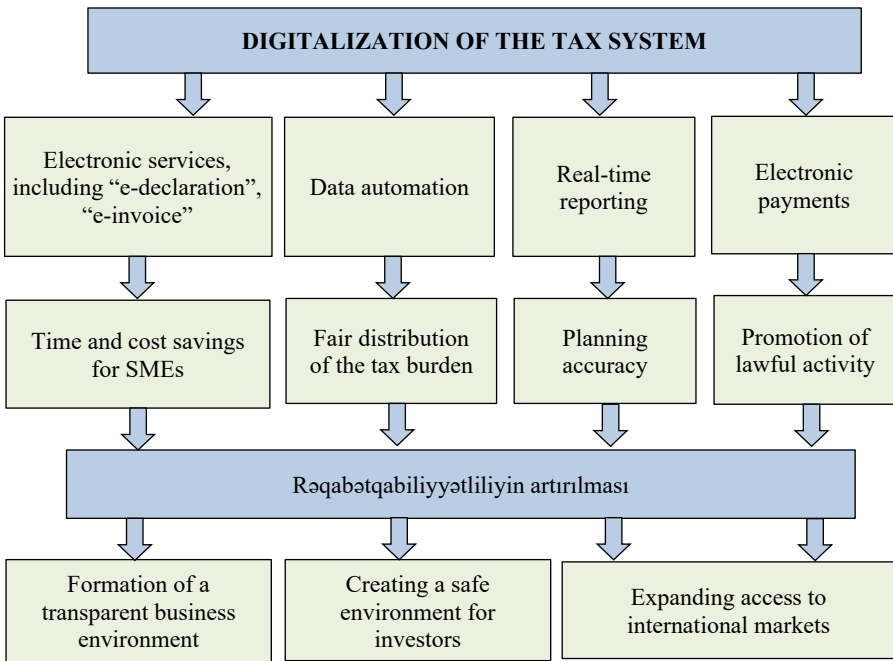 DIGITALIZATION OF THE TAX SYSTEM
Electronic services,
including “e-declaration”,
“e-invoice”
Data automation
Real-time
reporting
Electronic
payments
Time and cost savings
for SMEs
Fair distribution
of the tax burden
Planning
accuracy
Promotion of
lawful activity
Rəqabətqabiliyyətliliyin artırılması
Formation of a
transparent business
environment
Creating a safe
environment for
investors
Expanding access to
international markets